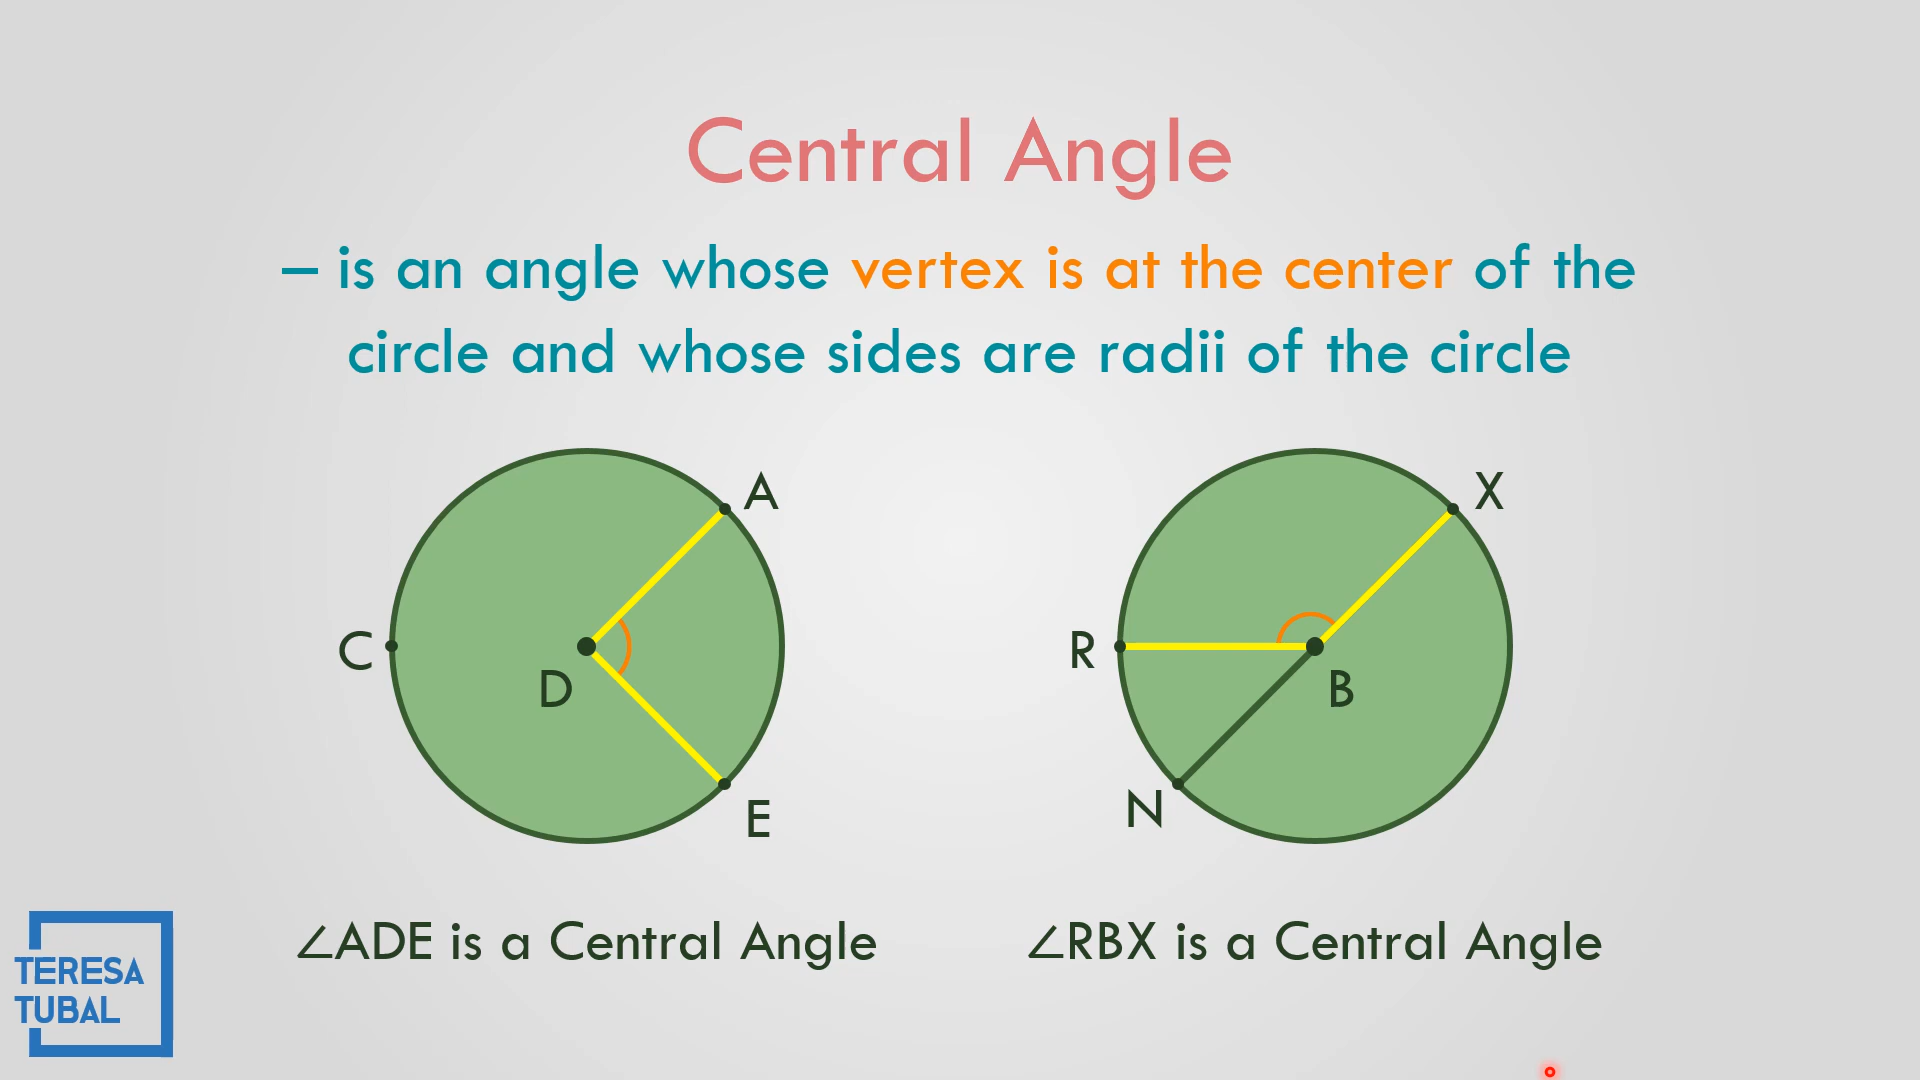 Central Angle
– is an angle whose vertex is at the center of the
circle and whose sides are radii of the circle
A
X
C
D
R
B
E
N
∠ADE is a Central Angle
∠RBX is a Central Angle
TERESA
TUBAL